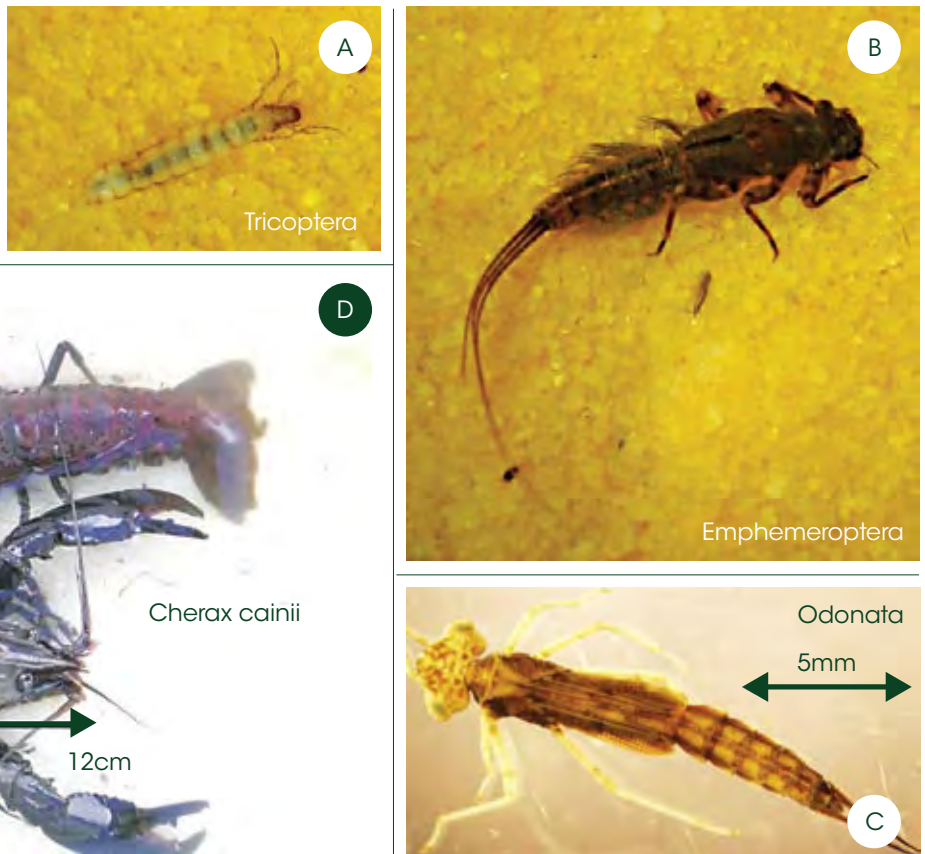 A
Tricoptera
B
Emphemeroptera
D
Cherax cainii
12cm
Odonata
5mm
C